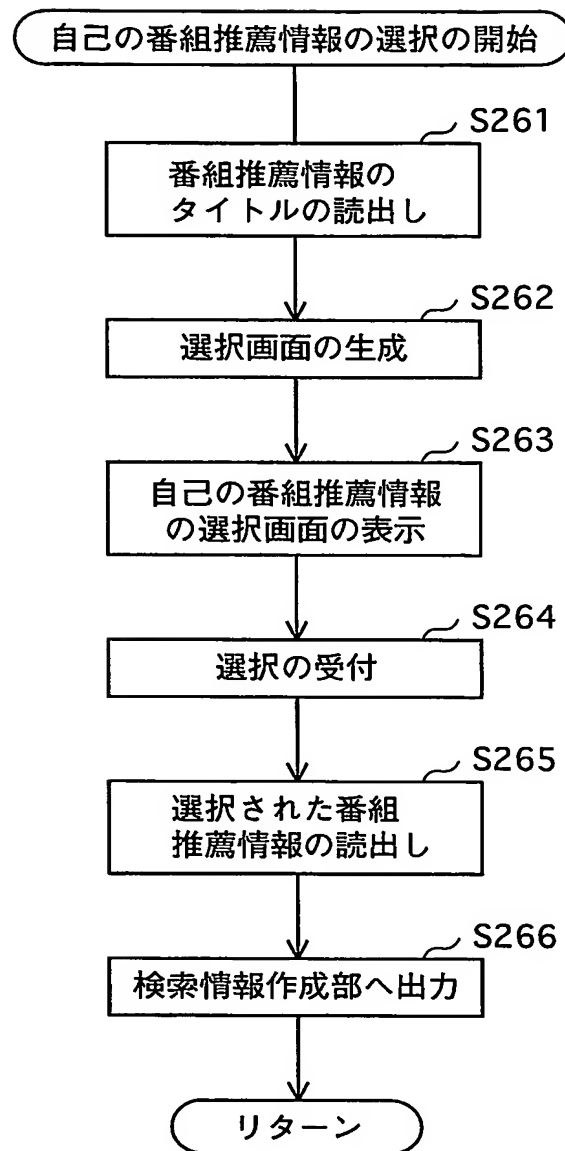 自己の番組推薦情報の選択の開始
S261
番組推薦情報の
タイトルの読出し
S262
選択画面の生成
S263
自己の番組推薦情報
の選択画面の表示
S264
選択の受付
S265
選択された番組
推薦情報の読出し
S266
検索情報作成部へ出力
リターン